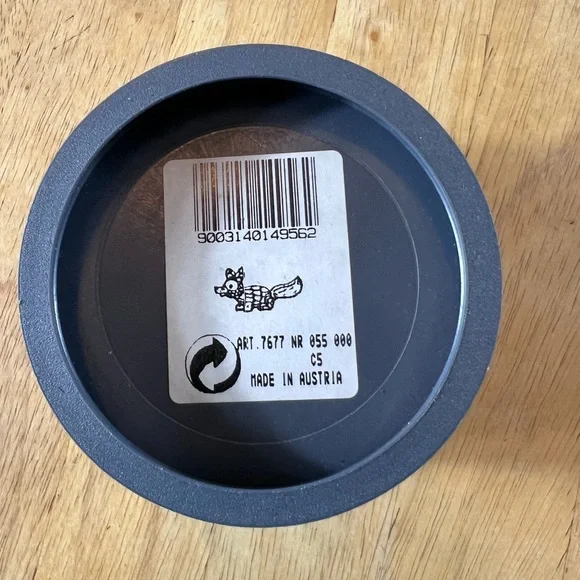 9003140149562
ART.7677 NR 055 000
C5
MADE IN AUSTRIA